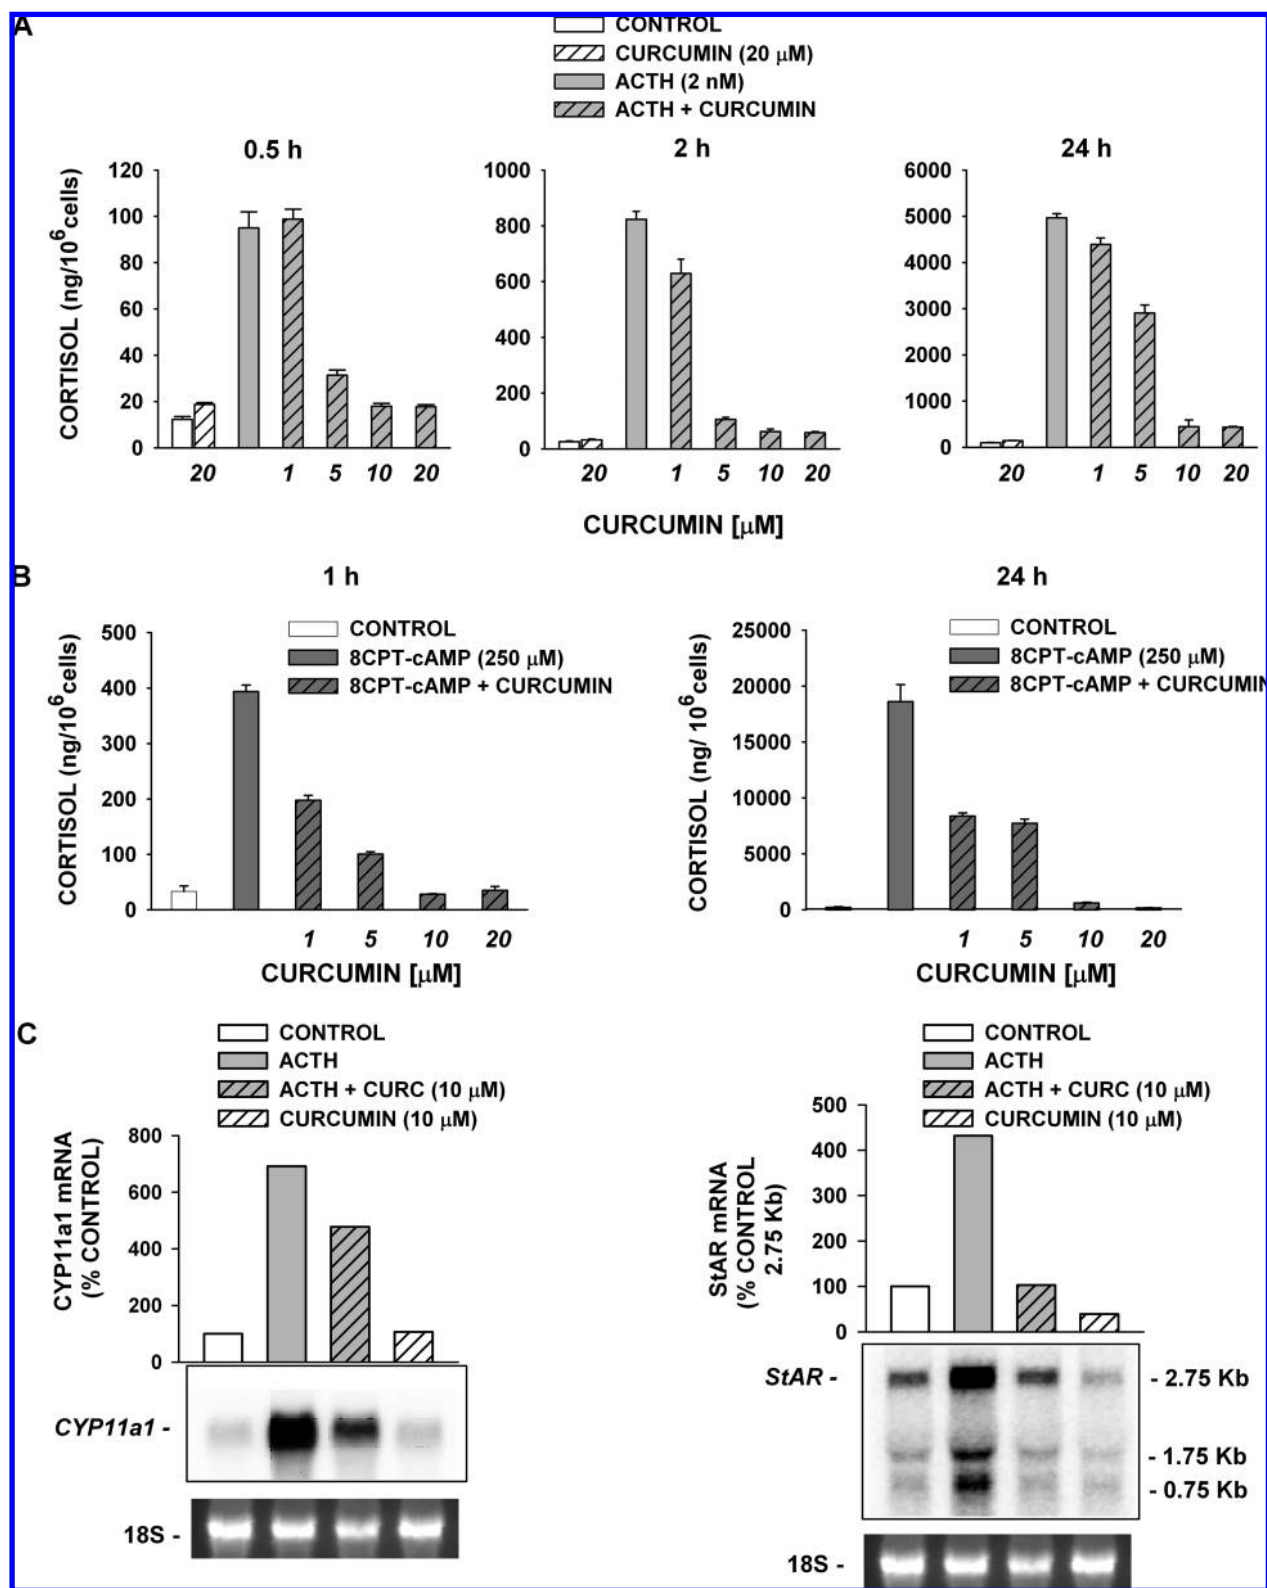 A
CONTROL
CURCUMIN (20 μM)
ACTH (2 nM)
ACTH + CURCUMIN
0.5 h
2 h
24 h
CORTISOL (ng/10⁶cells)
120
100
80
60
40
20
0
1000
800
600
400
200
0
6000
5000
4000
3000
2000
1000
0
20 1 5 10 20
20 1 5 10 20
20 1 5 10 20
CURCUMIN [μM]
B
1 h
24 h
CONTROL
8CPT-cAMP (250 μM)
8CPT-cAMP + CURCUMIN
CORTISOL (ng/10⁶cells)
500
400
300
200
100
0
1 5 10 20
CURCUMIN [μM]
CONTROL
8CPT-cAMP (250 μM)
8CPT-cAMP + CURCUMIN
CORTISOL (ng/ 10⁶cells)
25000
20000
15000
10000
5000
0
1 5 10 20
CURCUMIN [μM]
C
CONTROL
ACTH
ACTH + CURC (10 μM)
CURCUMIN (10 μM)
CYP11a1 mRNA
(% CONTROL)
800
600
400
200
0
CYP11a1 -
18S -
CONTROL
ACTH
ACTH + CURC (10 μM)
CURCUMIN (10 μM)
StAR mRNA
(% CONTROL
2.75 Kb)
500
400
300
200
100
0
StAR -
- 2.75 Kb
- 1.75 Kb
- 0.75 Kb
18S -